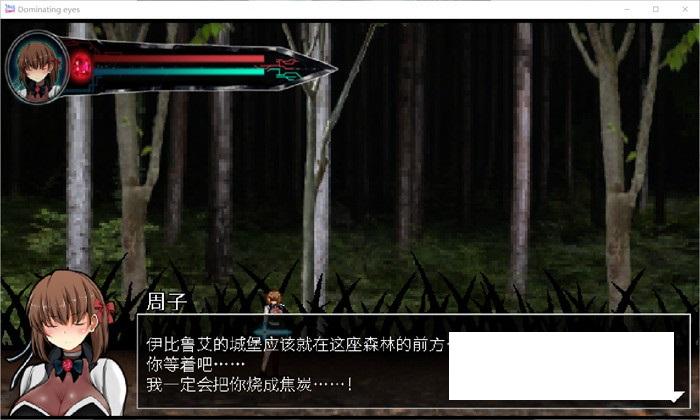 Dominating eyes
周子
伊比鲁艾的城堡应该就在这座森林的前方
你等着吧……
我一定会把你烧成焦炭……！